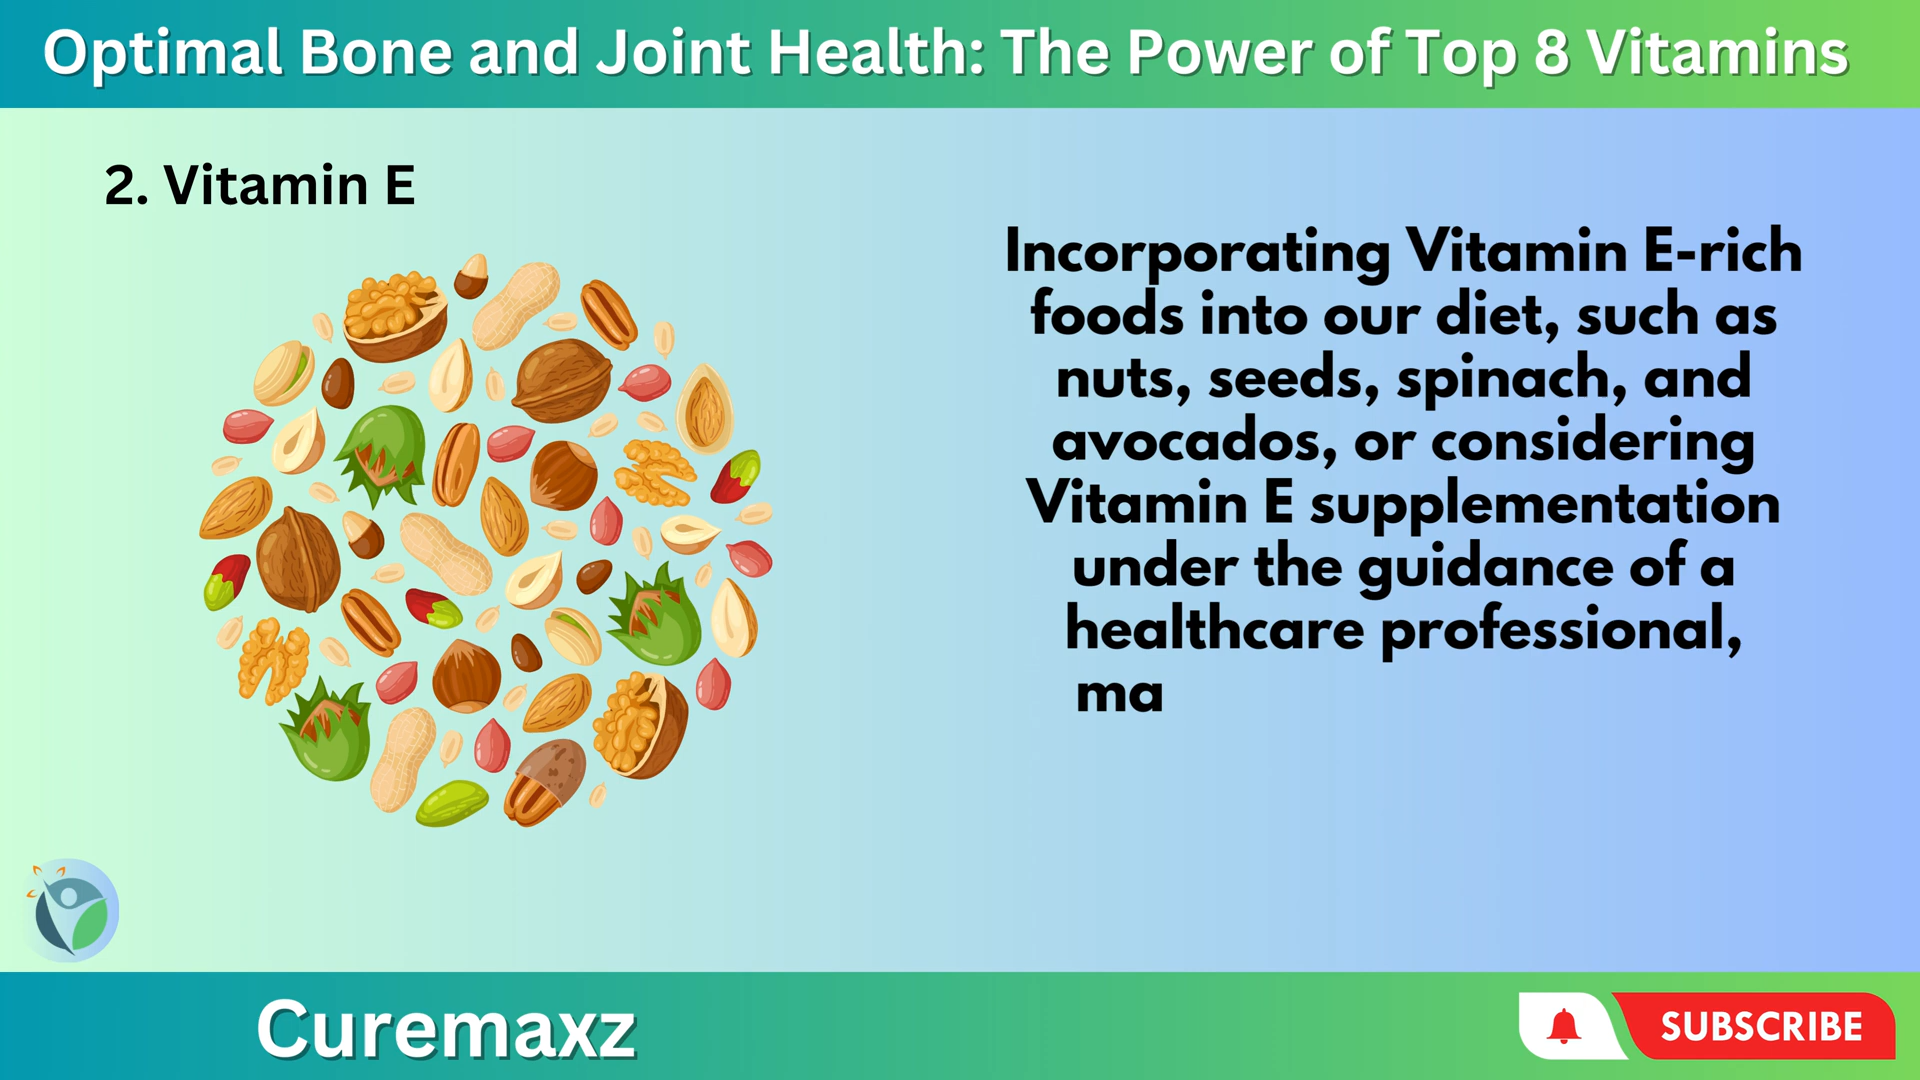 Optimal Bone and Joint Health: The Power of Top 8 Vitamins
2. Vitamin E
Incorporating Vitamin E-rich
foods into our diet, such as
nuts, seeds, spinach, and
avocados, or considering
Vitamin E supplementation
under the guidance of a
healthcare professional,
ma
Curemaxz
SUBSCRIBE